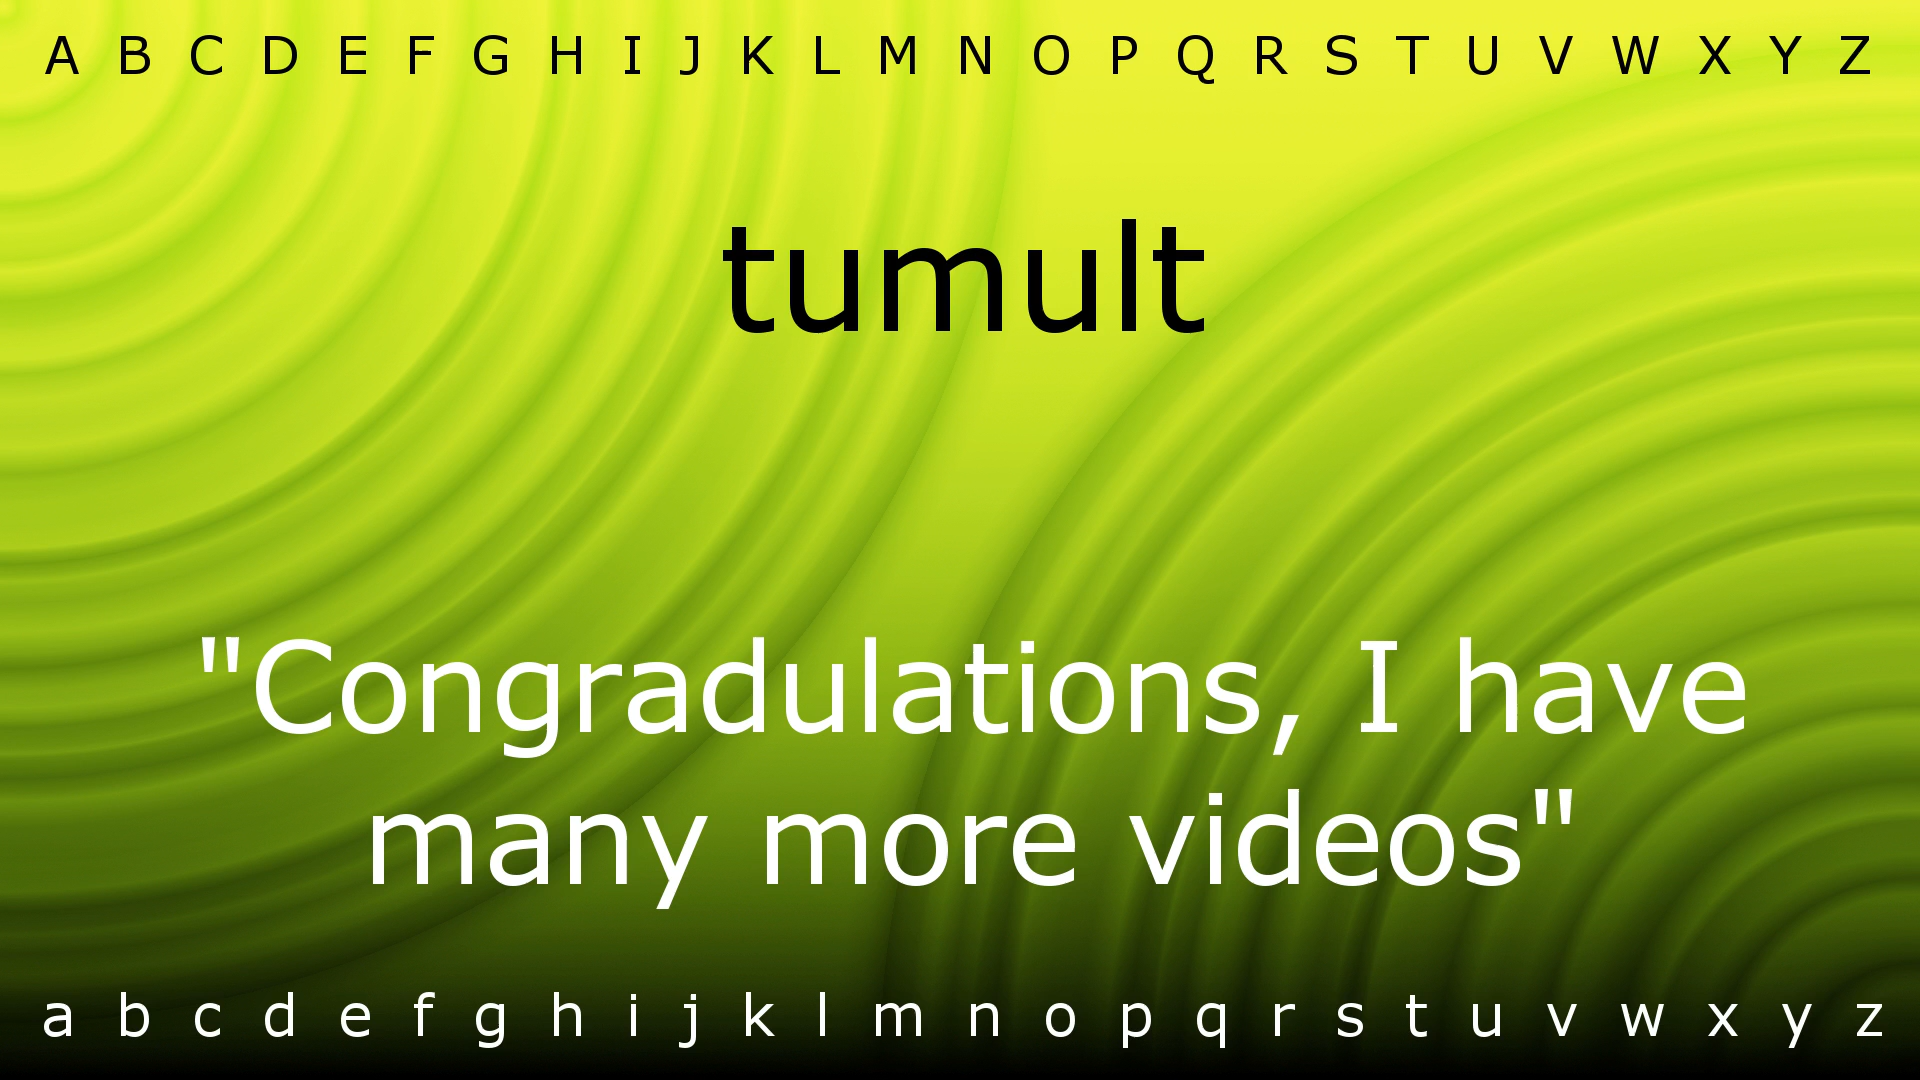 A B C D E F G H I J K L M N O P Q R S T U V W X Y Z
tumult
"Congradulations, I have
many more videos"
a b c d e f g h i j k l m n o p q r s t u v w x y z